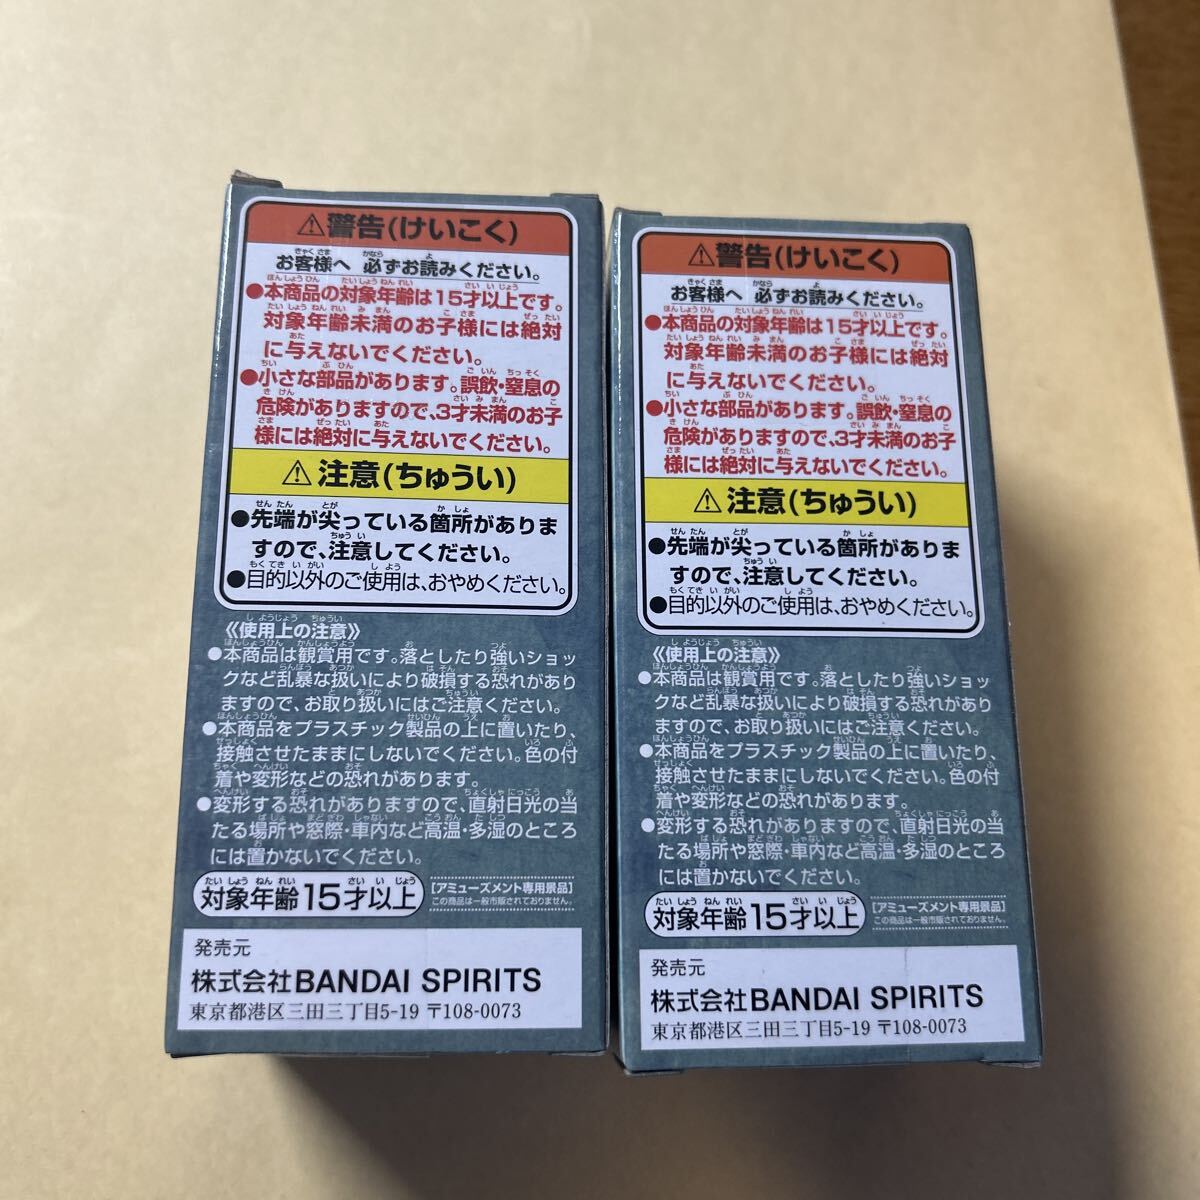 ⚠警告(けいこく)
お客様へ 必ずお読みください。
●本商品の対象年齢は15才以上です。
対象年齢未満のお子様には絶対
に与えないでください。
●小さな部品があります。誤飲・窒息の
危険がありますので、3才未満のお子
様には絶対に与えないでください。
⚠注意(ちゅうい)
●先端が尖っている箇所がありま
すので、注意してください。
●目的以外のご使用は、おやめください。
《使用上の注意》
●本商品は観賞用です。落としたり強いショッ
クなど乱暴な扱いにより破損する恐れがあり
ますので、お取り扱いにはご注意ください。
●本商品をプラスチック製品の上に置いたり、
接触させたままにしないでください。色の付
着や変形などの恐れがあります。
●変形する恐れがありますので、直射日光の当
たる場所や窓際・車内など高温・多湿のところ
には置かないでください。
対象年齢15才以上
[アミューズメント専用景品]
この商品は一般市販されておりません。
発売元
株式会社BANDAI SPIRITS
東京都港区三田三丁目5-19 〒108-0073
⚠警告(けいこく)
お客様へ 必ずお読みください。
●本商品の対象年齢は15才以上です。
対象年齢未満のお子様には絶対
に与えないでください。
●小さな部品があります。誤飲・窒息の
危険がありますので、3才未満のお子
様には絶対に与えないでください。
⚠注意(ちゅうい)
●先端が尖っている箇所がありま
すので、注意してください。
●目的以外のご使用は、おやめください。
《使用上の注意》
●本商品は観賞用です。落としたり強いショッ
クなど乱暴な扱いにより破損する恐れがあり
ますので、お取り扱いにはご注意ください。
●本商品をプラスチック製品の上に置いたり、
接触させたままにしないでください。色の付
着や変形などの恐れがあります。
●変形する恐れがありますので、直射日光の当
たる場所や窓際・車内など高温・多湿のところ
には置かないでください。
対象年齢15才以上
[アミューズメント専用景品]
この商品は一般市販されておりません。
発売元
株式会社BANDAI SPIRITS
東京都港区三田三丁目5-19 〒108-0073